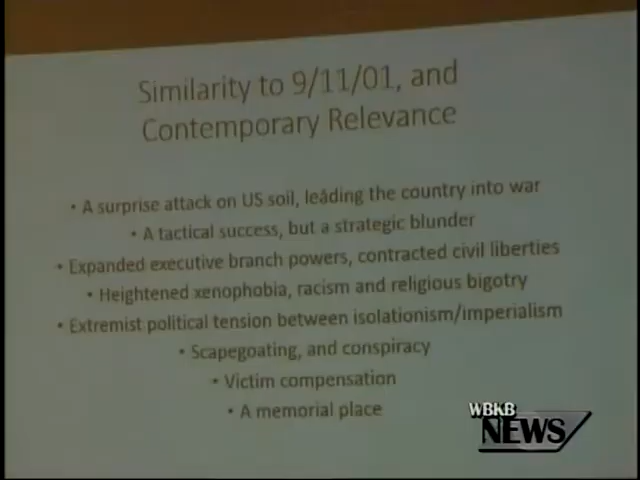 Similarity to 9/11/01, and
Contemporary Relevance
• A surprise attack on US soil, leading the country into war
• A tactical success, but a strategic blunder
• Expanded executive branch powers, contracted civil liberties
• Heightened xenophobia, racism and religious bigotry
• Extremist political tension between isolationism/imperialism
• Scapegoating, and conspiracy
• Victim compensation
• A memorial place
WBKB
NEWS